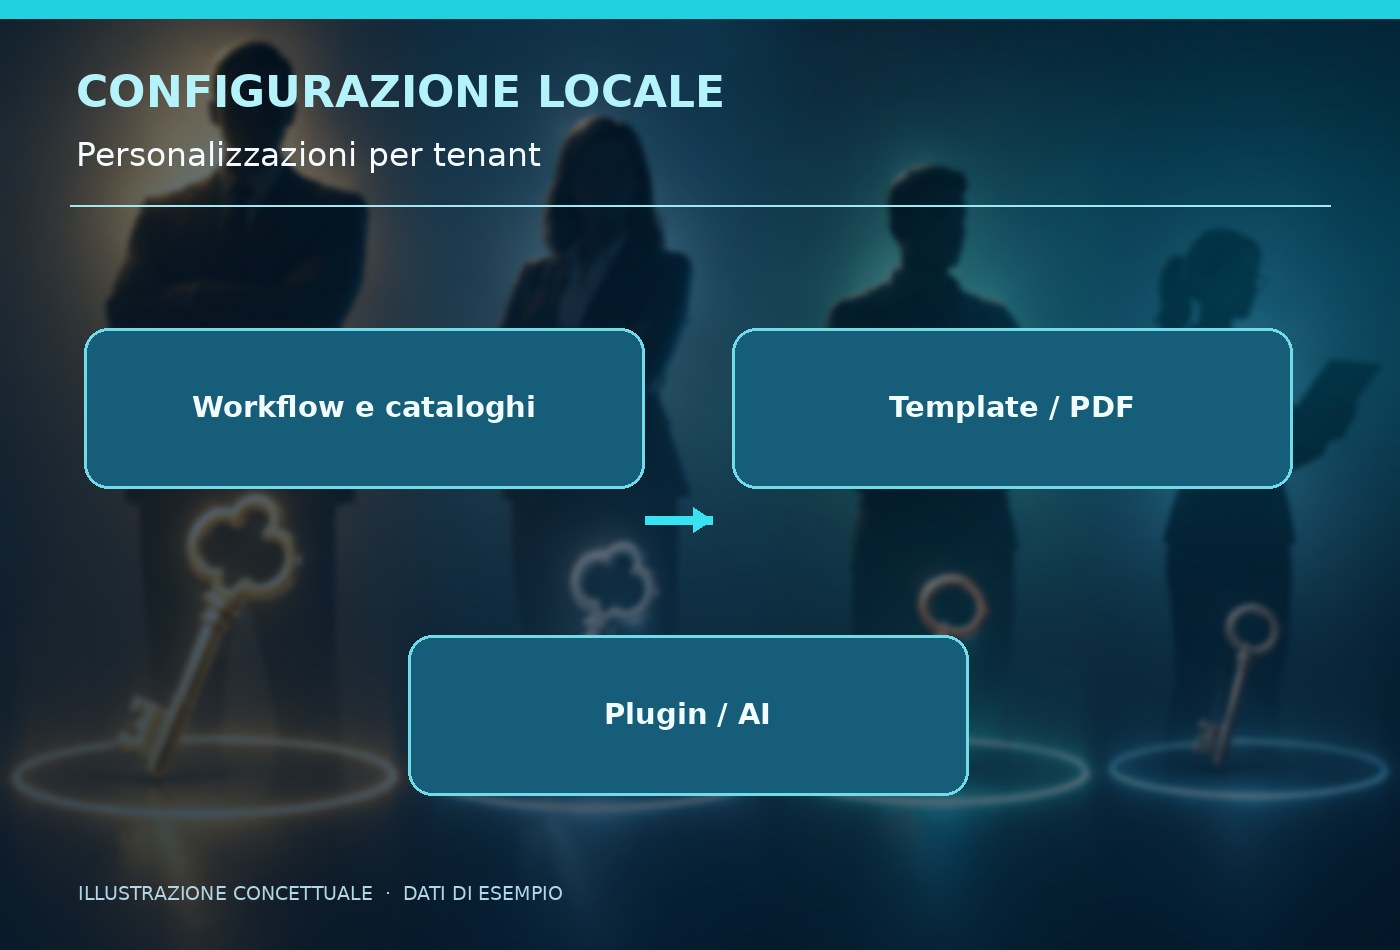 CONFIGURAZIONE LOCALE
Personalizzazioni per tenant
Workflow e cataloghi
Template / PDF
Plugin / AI
ILLUSTRAZIONE CONCETTUALE · DATI DI ESEMPIO